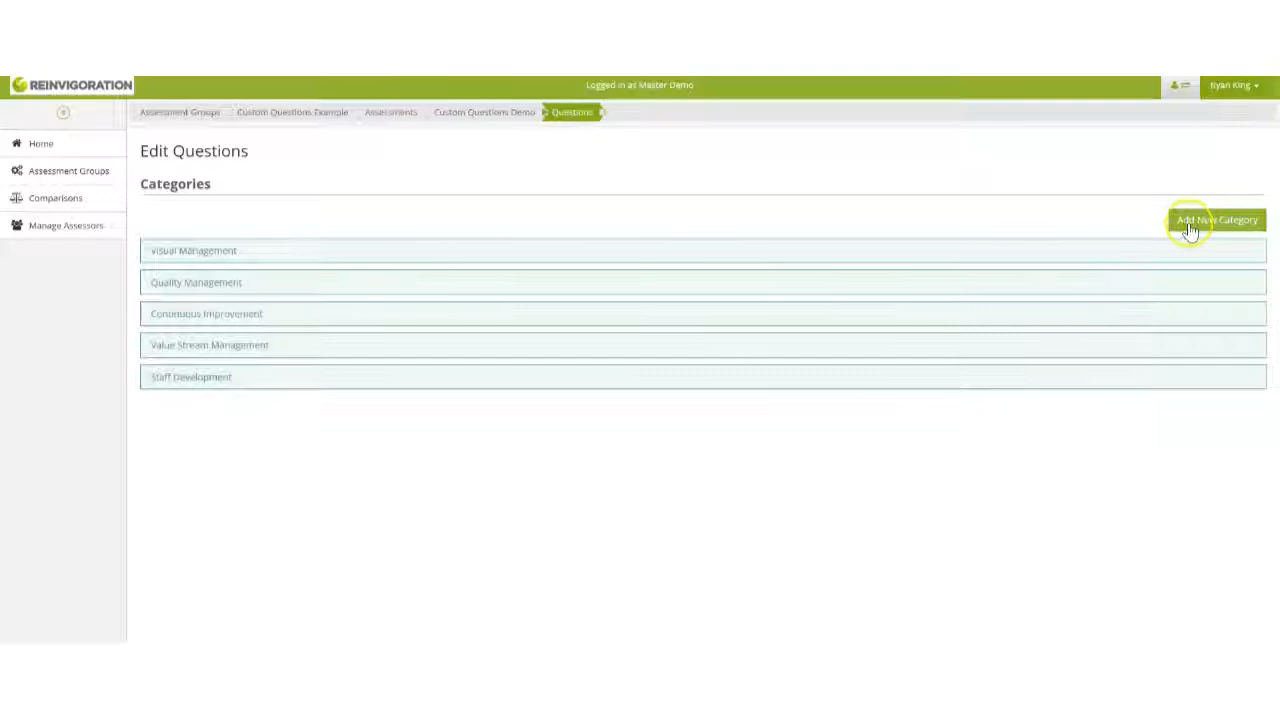 REINVIGORATION
Logged in as Master Demo
Ryan King
Assessment Groups
Custom Questions Example
Assessments
Custom Questions Demo
Questions
Home
Assessment Groups
Comparisons
Manage Assessors
Edit Questions
Categories
Add New Category
Visual Management
Quality Management
Continuous Improvement
Value Stream Management
Staff Development